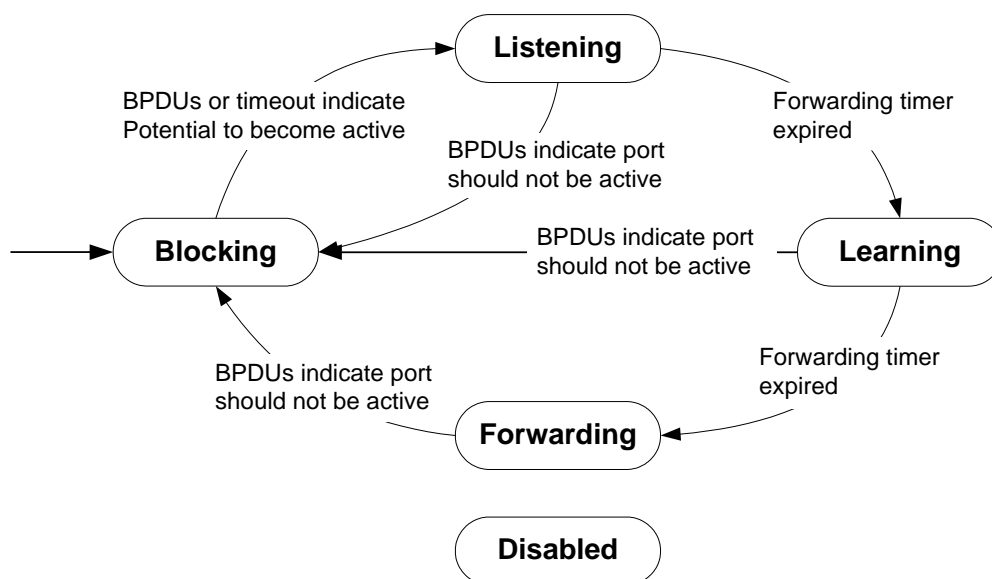 Listening
BPDUs or timeout indicate
Potential to become active
Forwarding timer
expired
BPDUs indicate port
should not be active
Blocking
BPDUs indicate port
should not be active
Learning
BPDUs indicate port
should not be active
Forwarding timer
expired
Forwarding
Disabled